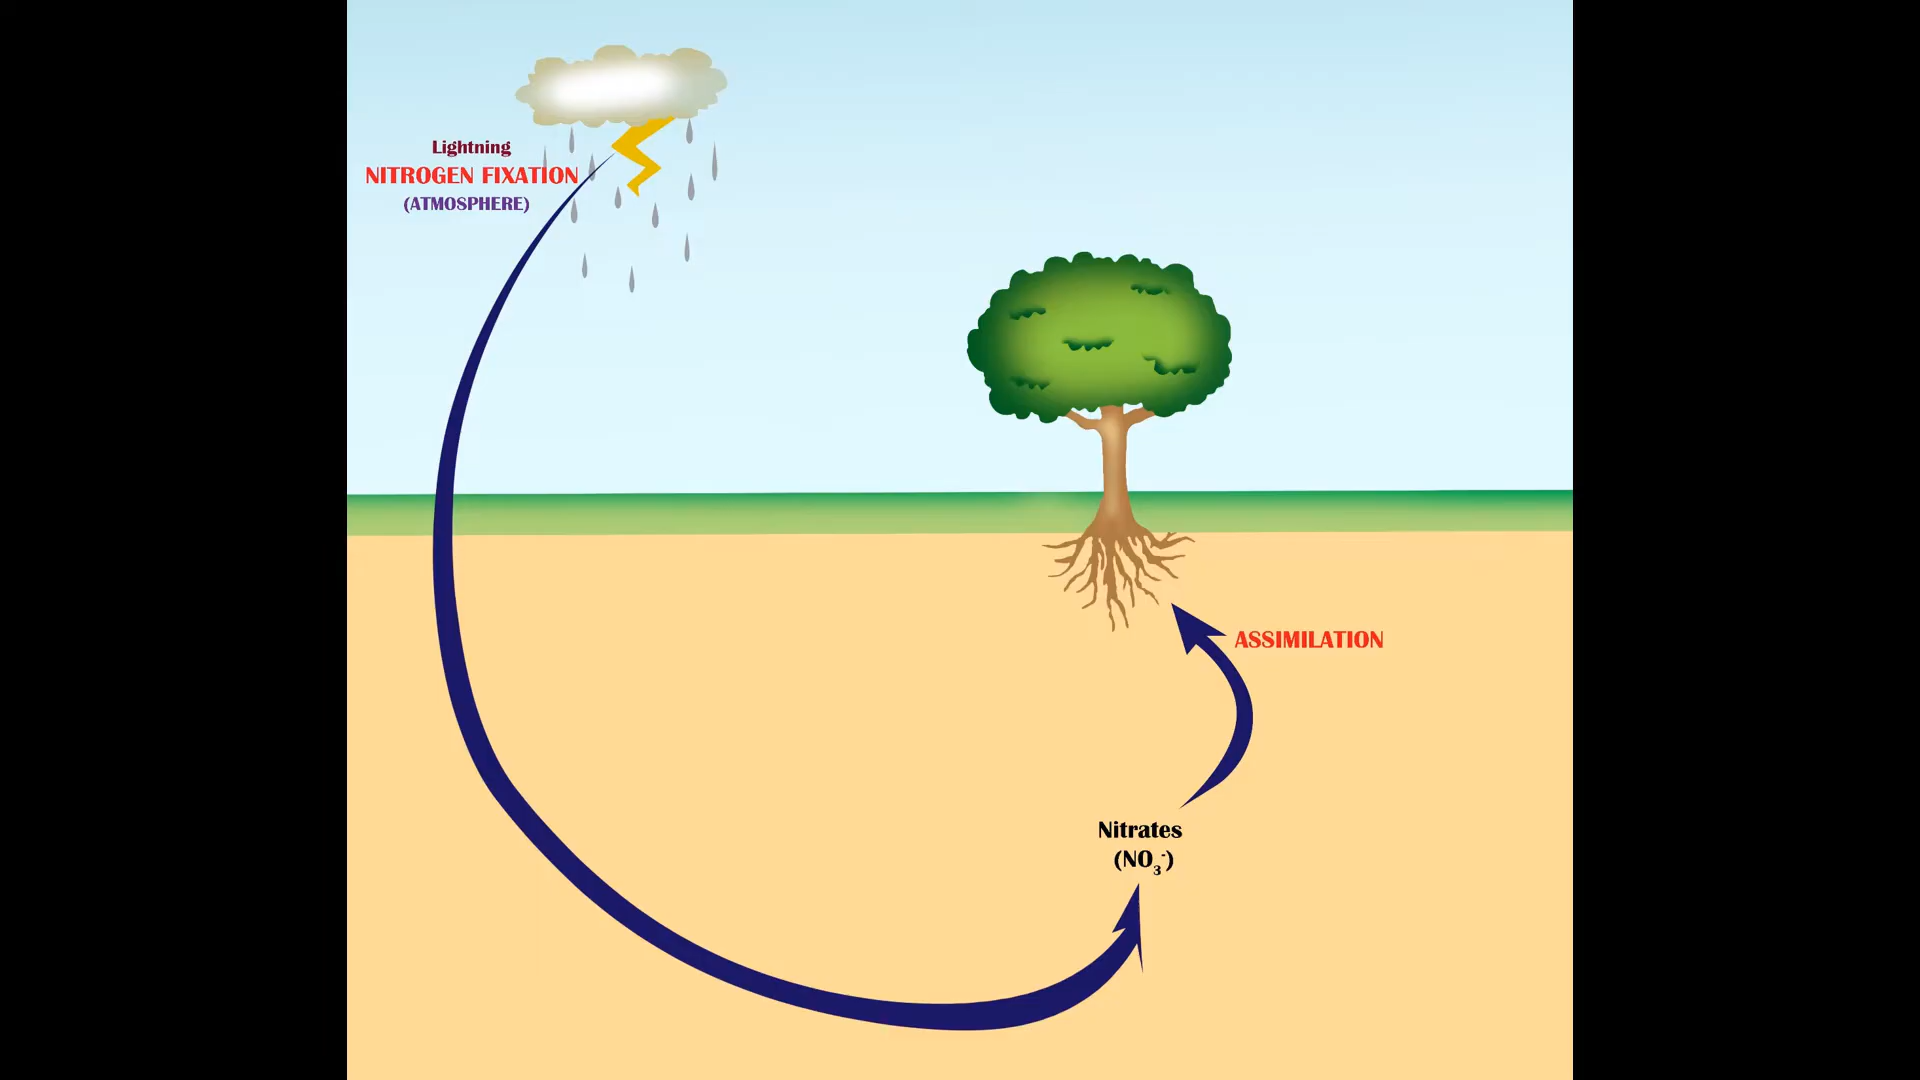 Lightning
NITROGEN FIXATION
(ATMOSPHERE)
ASSIMILATION
Nitrates
(NO₃⁻)